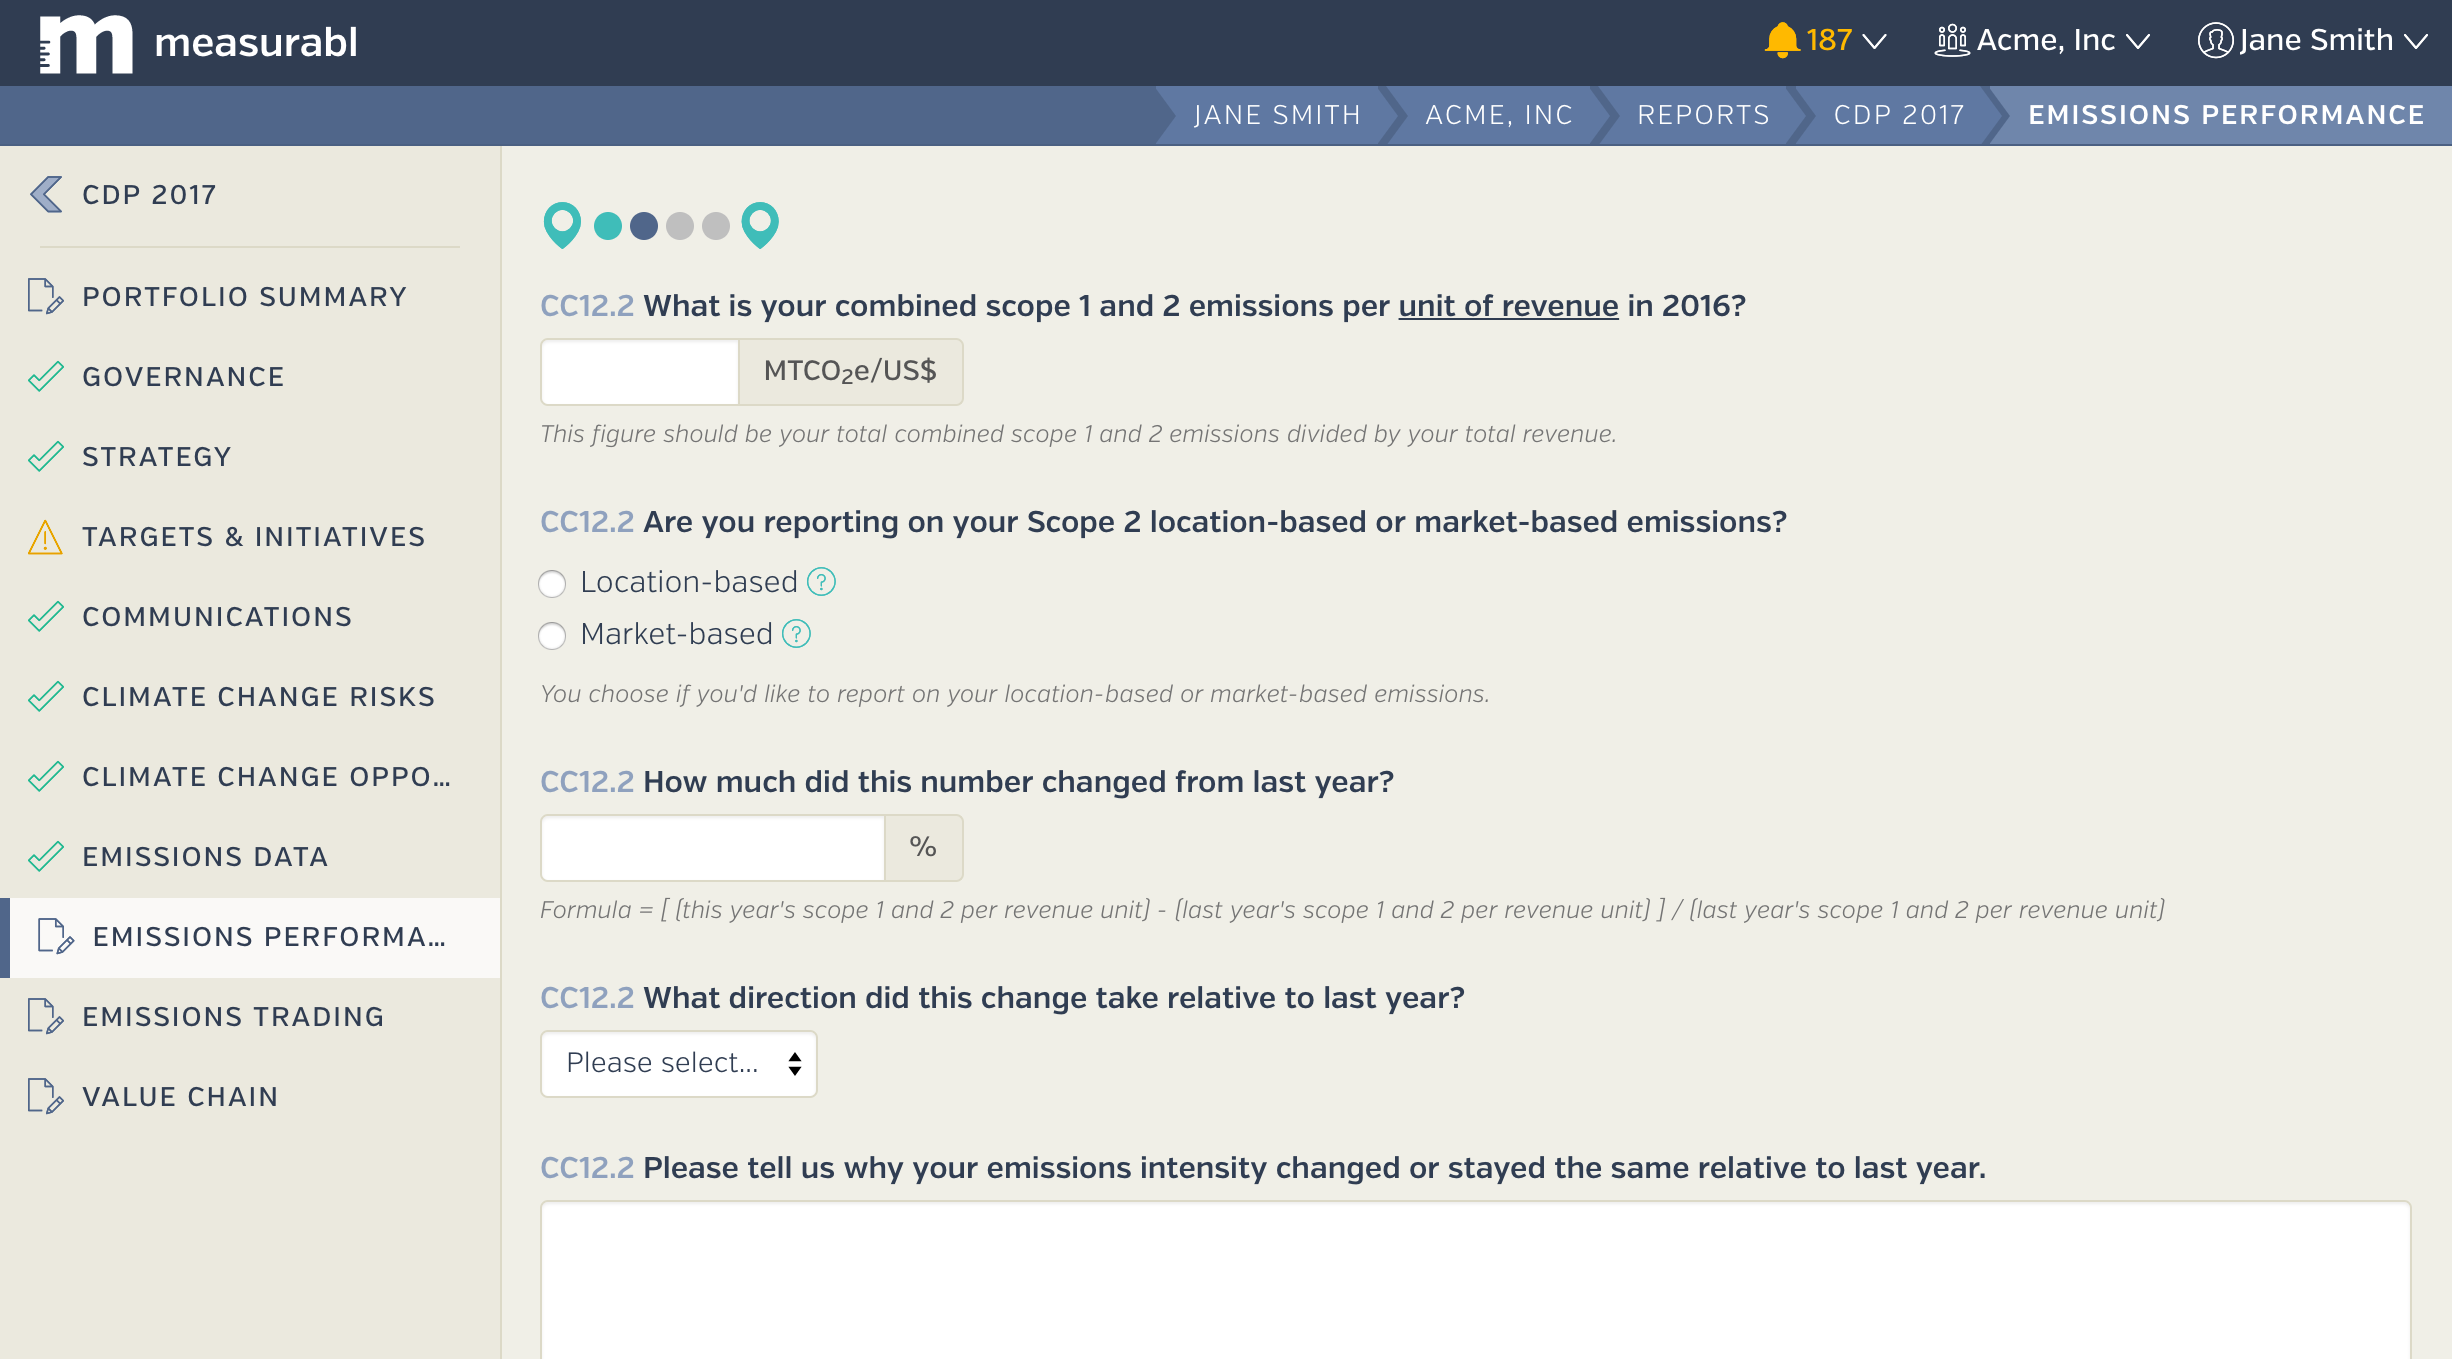 measurabl
187
Acme, Inc
Jane Smith
JANE SMITH
ACME, INC
REPORTS
CDP 2017
EMISSIONS PERFORMANCE
CDP 2017
PORTFOLIO SUMMARY
GOVERNANCE
STRATEGY
TARGETS & INITIATIVES
COMMUNICATIONS
CLIMATE CHANGE RISKS
CLIMATE CHANGE OPPO...
EMISSIONS DATA
EMISSIONS PERFORMA...
EMISSIONS TRADING
VALUE CHAIN
CC12.2 What is your combined scope 1 and 2 emissions per unit of revenue in 2016?
MTCO₂e/US$
This figure should be your total combined scope 1 and 2 emissions divided by your total revenue.
CC12.2 Are you reporting on your Scope 2 location-based or market-based emissions?
Location-based ?
Market-based ?
You choose if you'd like to report on your location-based or market-based emissions.
CC12.2 How much did this number changed from last year?
%
Formula = [ (this year's scope 1 and 2 per revenue unit) - (last year's scope 1 and 2 per revenue unit) ] / (last year's scope 1 and 2 per revenue unit)
CC12.2 What direction did this change take relative to last year?
Please select...
CC12.2 Please tell us why your emissions intensity changed or stayed the same relative to last year.